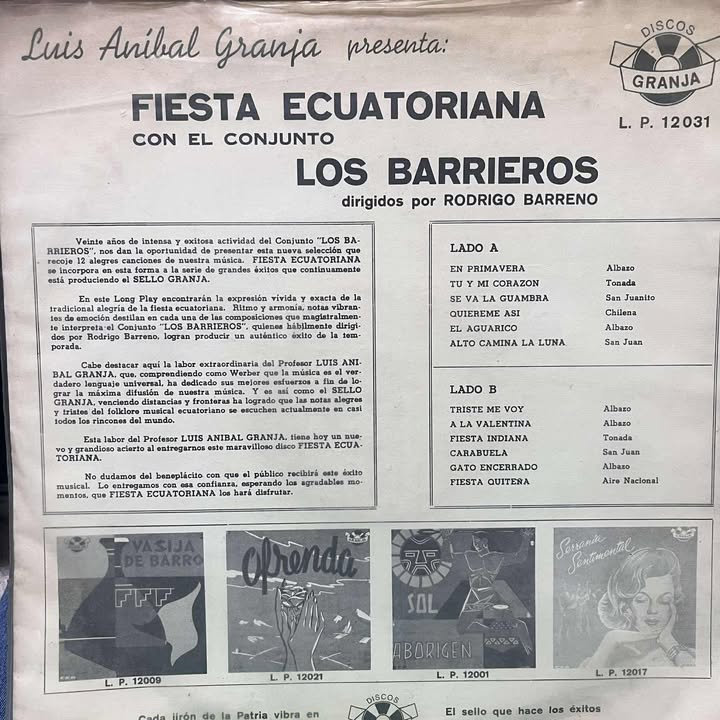 Luis Aníbal Granja presenta:
DISCOS
GRANJA
L. P. 12031
FIESTA ECUATORIANA
CON EL CONJUNTO
LOS BARRIEROS
dirigidos por RODRIGO BARRENO
Veinte años de intensa y exitosa actividad del Conjunto "LOS BA-
RRIEROS", nos dan la oportunidad de presentar esta nueva selección que
recoje 12 alegres canciones de nuestra música. FIESTA ECUATORIANA
se incorpora en esta forma a la serie de grandes éxitos que continuamente
está produciendo el SELLO GRANJA.
En este Long Play encontrarán la expresión vívida y exacta de la
tradicional alegría de la fiesta ecuatoriana. Ritmo y armonía, notas vibran-
tes de emoción destilan en cada una de las composiciones que magistralmen-
te interpreta el Conjunto "LOS BARRIEROS", quienes hábilmente dirigi-
dos por Rodrigo Barreno, logran producir un auténtico éxito de la tem-
porada.
Cabe destacar aquí la labor extraordinaria del Profesor LUIS ANI-
BAL GRANJA, que, comprendiendo como Werber que la música es el ver-
dadero lenguaje universal, ha dedicado sus mejores esfuerzos a fin de lo-
grar la máxima difusión de nuestra música. Y es así como el SELLO
GRANJA, venciendo distancias y fronteras ha logrado que las notas alegres
y tristes del folklore musical ecuatoriano se escuchen actualmente en casi
todos los rincones del mundo.
Esta labor del Profesor LUIS ANIBAL GRANJA, tiene hoy un nue-
vo y grandioso acierto al entregarnos este maravilloso disco FIESTA ECUA-
TORIANA.
No dudamos del beneplácito con que el público recibirá este éxito
musical. Lo entregamos con esa confianza, esperando los agradables mo-
mentos, que FIESTA ECUATORIANA los hará disfrutar.
LADO A
EN PRIMAVERA Albazo
TU Y MI CORAZON Tonada
SE VA LA GUAMBRA San Juanito
QUIEREME ASI Chilena
EL AGUARICO Albazo
ALTO CAMINA LA LUNA San Juan
LADO B
TRISTE ME VOY Albazo
A LA VALENTINA Albazo
FIESTA INDIANA Tonada
CARABUELA San Juan
GATO ENCERRADO Albazo
FIESTA QUITEÑA Aire Nacional
VASIJA
DE BARRO
Ofrenda
SOL
ABORIGEN
Serranita
Sentimental
L. P. 12009
L. P. 12021
L. P. 12001
L. P. 12017
Cada jirón de la Patria vibra en
DISCOS
El sello que hace los éxitos